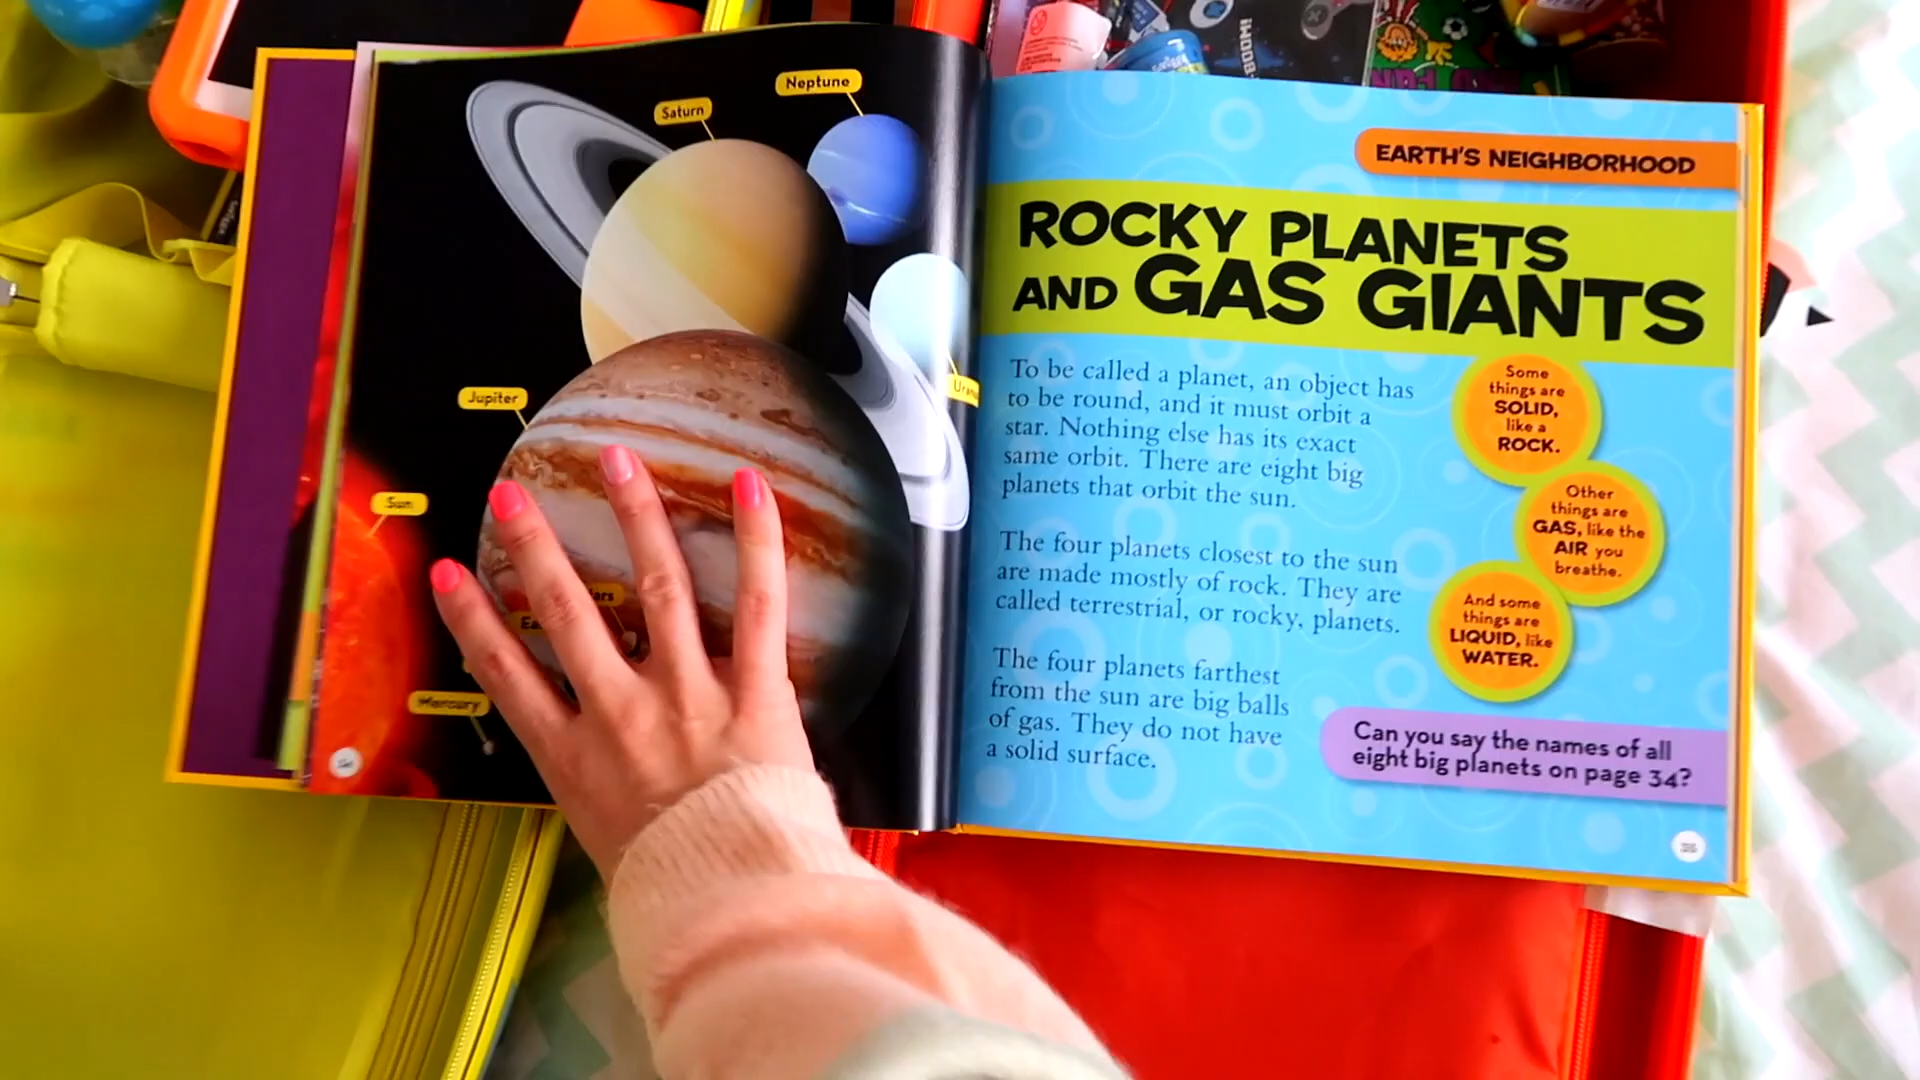 Neptune
Saturn
Jupiter
Sun
Mercury
EARTH'S NEIGHBORHOOD
ROCKY PLANETS
AND GAS GIANTS
To be called a planet, an object has
to be round, and it must orbit a
star. Nothing else has its exact
same orbit. There are eight big
planets that orbit the sun.
The four planets closest to the sun
are made mostly of rock. They are
called terrestrial, or rocky, planets.
The four planets farthest
from the sun are big balls
of gas. They do not have
a solid surface.
Some
things are
SOLID,
like a
ROCK.
Other
things are
GAS, like the
AIR you
breathe.
And some
things are
LIQUID, like
WATER.
Can you say the names of all
eight big planets on page 34?
35